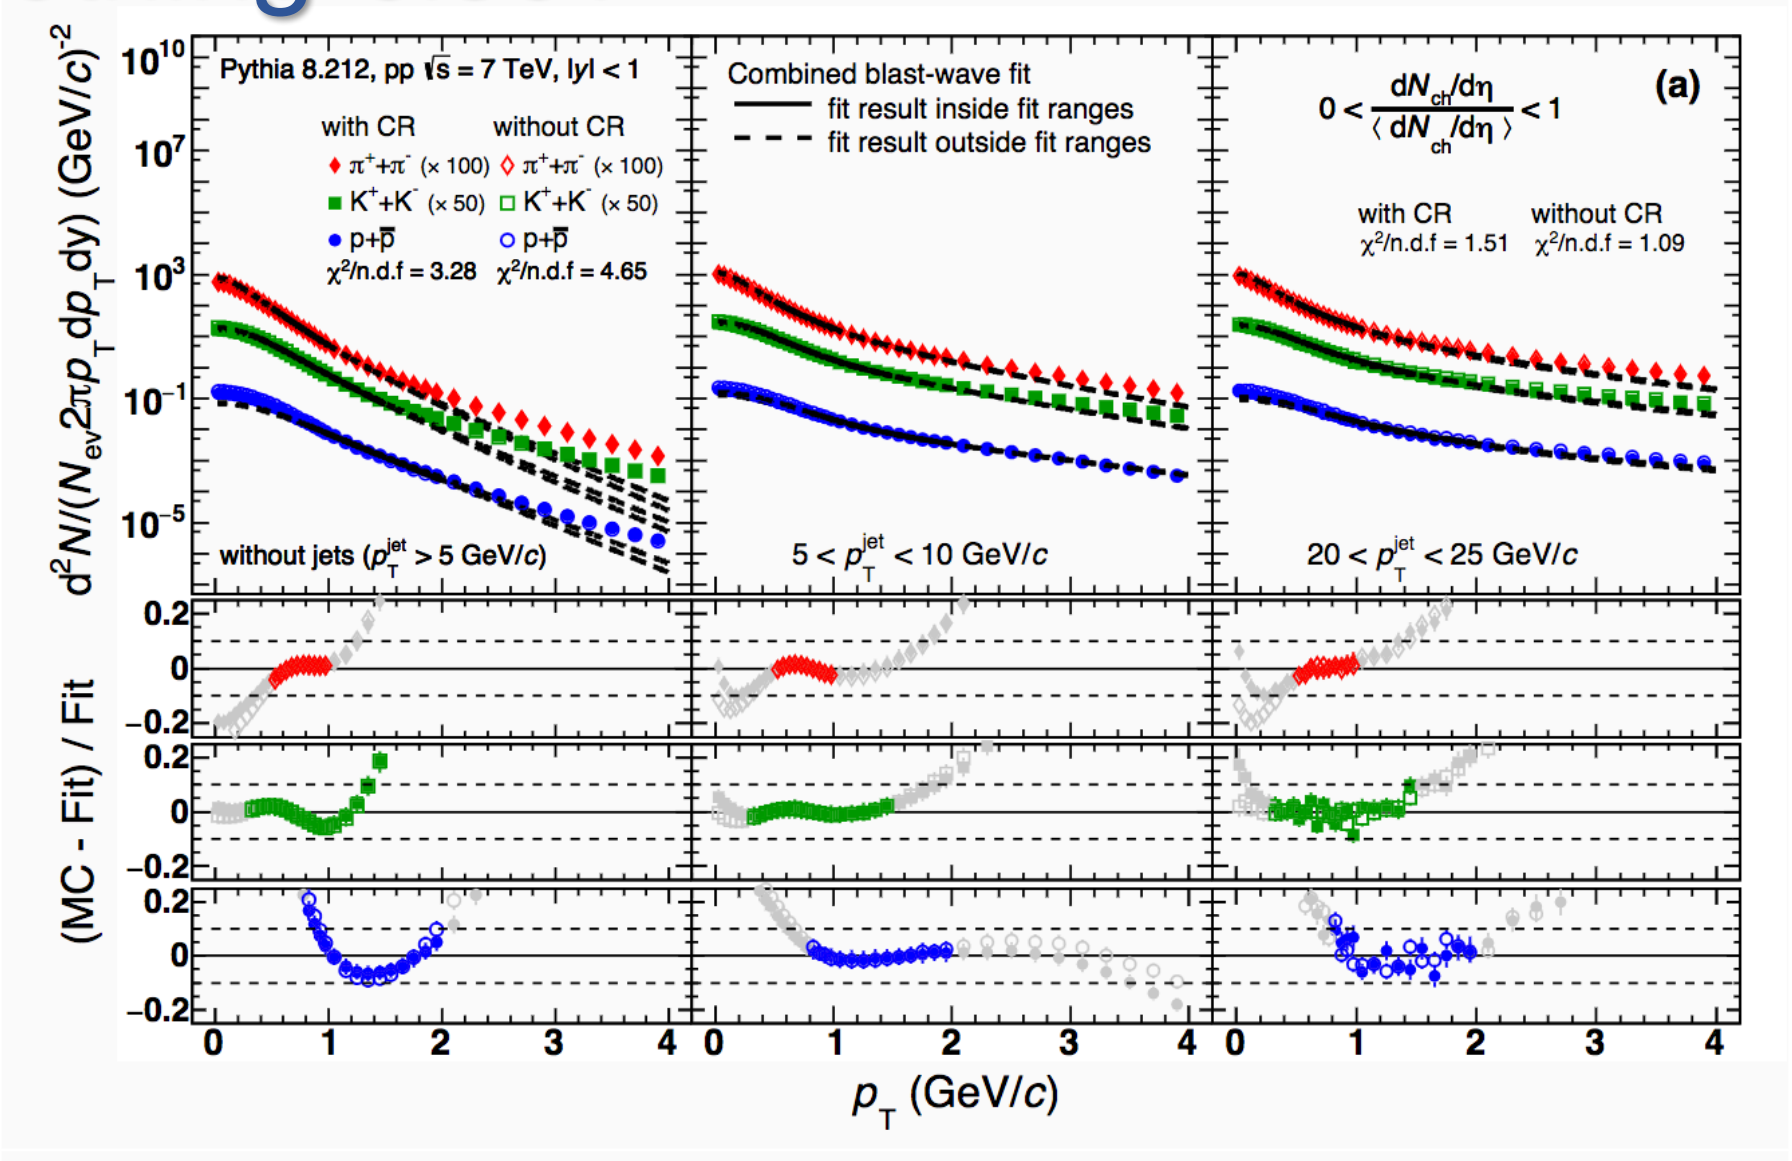 g
d²N/(N_ev 2πp_T dp_T dy) (GeV/c)⁻²
10¹⁰
10⁷
10³
10⁻¹
10⁻⁵
Pythia 8.212, pp √s = 7 TeV, |y| < 1
with CR without CR
π⁺+π⁻ (× 100) π⁺+π⁻ (× 100)
K⁺+K⁻ (× 50) K⁺+K⁻ (× 50)
p+p̅ p+p̅
χ²/n.d.f = 3.28 χ²/n.d.f = 4.65
without jets (p_T^jet > 5 GeV/c)
Combined blast-wave fit
fit result inside fit ranges
fit result outside fit ranges
5 < p_T^jet < 10 GeV/c
(a)
0 < dN_ch/dη / ⟨ dN_ch/dη ⟩ < 1
with CR without CR
χ²/n.d.f = 1.51 χ²/n.d.f = 1.09
20 < p_T^jet < 25 GeV/c
(MC - Fit) / Fit
0.2
0
−0.2
0.2
0
−0.2
0.2
0
−0.2
0 1 2 3 4 0 1 2 3 4 0 1 2 3 4
p_T (GeV/c)